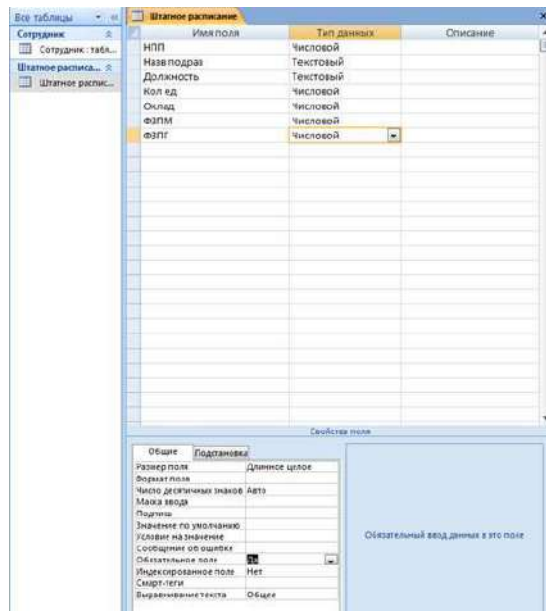 Все таблицы
Сотрудник
Сотрудник : табл...
Штатное расписа...
Штатное распис...
Штатное расписание
Имя поля Тип данных Описание
НПП Числовой
Назв подраз Текстовый
Должность Текстовый
Кол ед Числовой
Оклад Числовой
ФЗПМ Числовой
ФЗПГ Числовой
Свойства поля
Общие Подстановка
Размер поля Длинное целое
Формат поля
Число десятичных знаков Авто
Маска ввода
Подпись
Значение по умолчанию
Условие на значение
Сообщение об ошибке
Обязательное поле Да
Индексированное поле Нет
Смарт-теги
Выравнивание текста Общее
Обязательный ввод данных в это поле